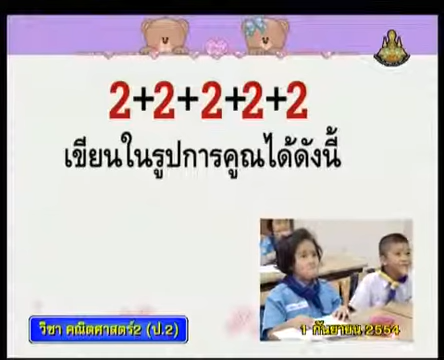 2+2+2+2+2
เขียนในรูปการคูณได้ดังนี้
วิชา คณิตศาสตร์2 (ป.2)
1 กันยายน 2554